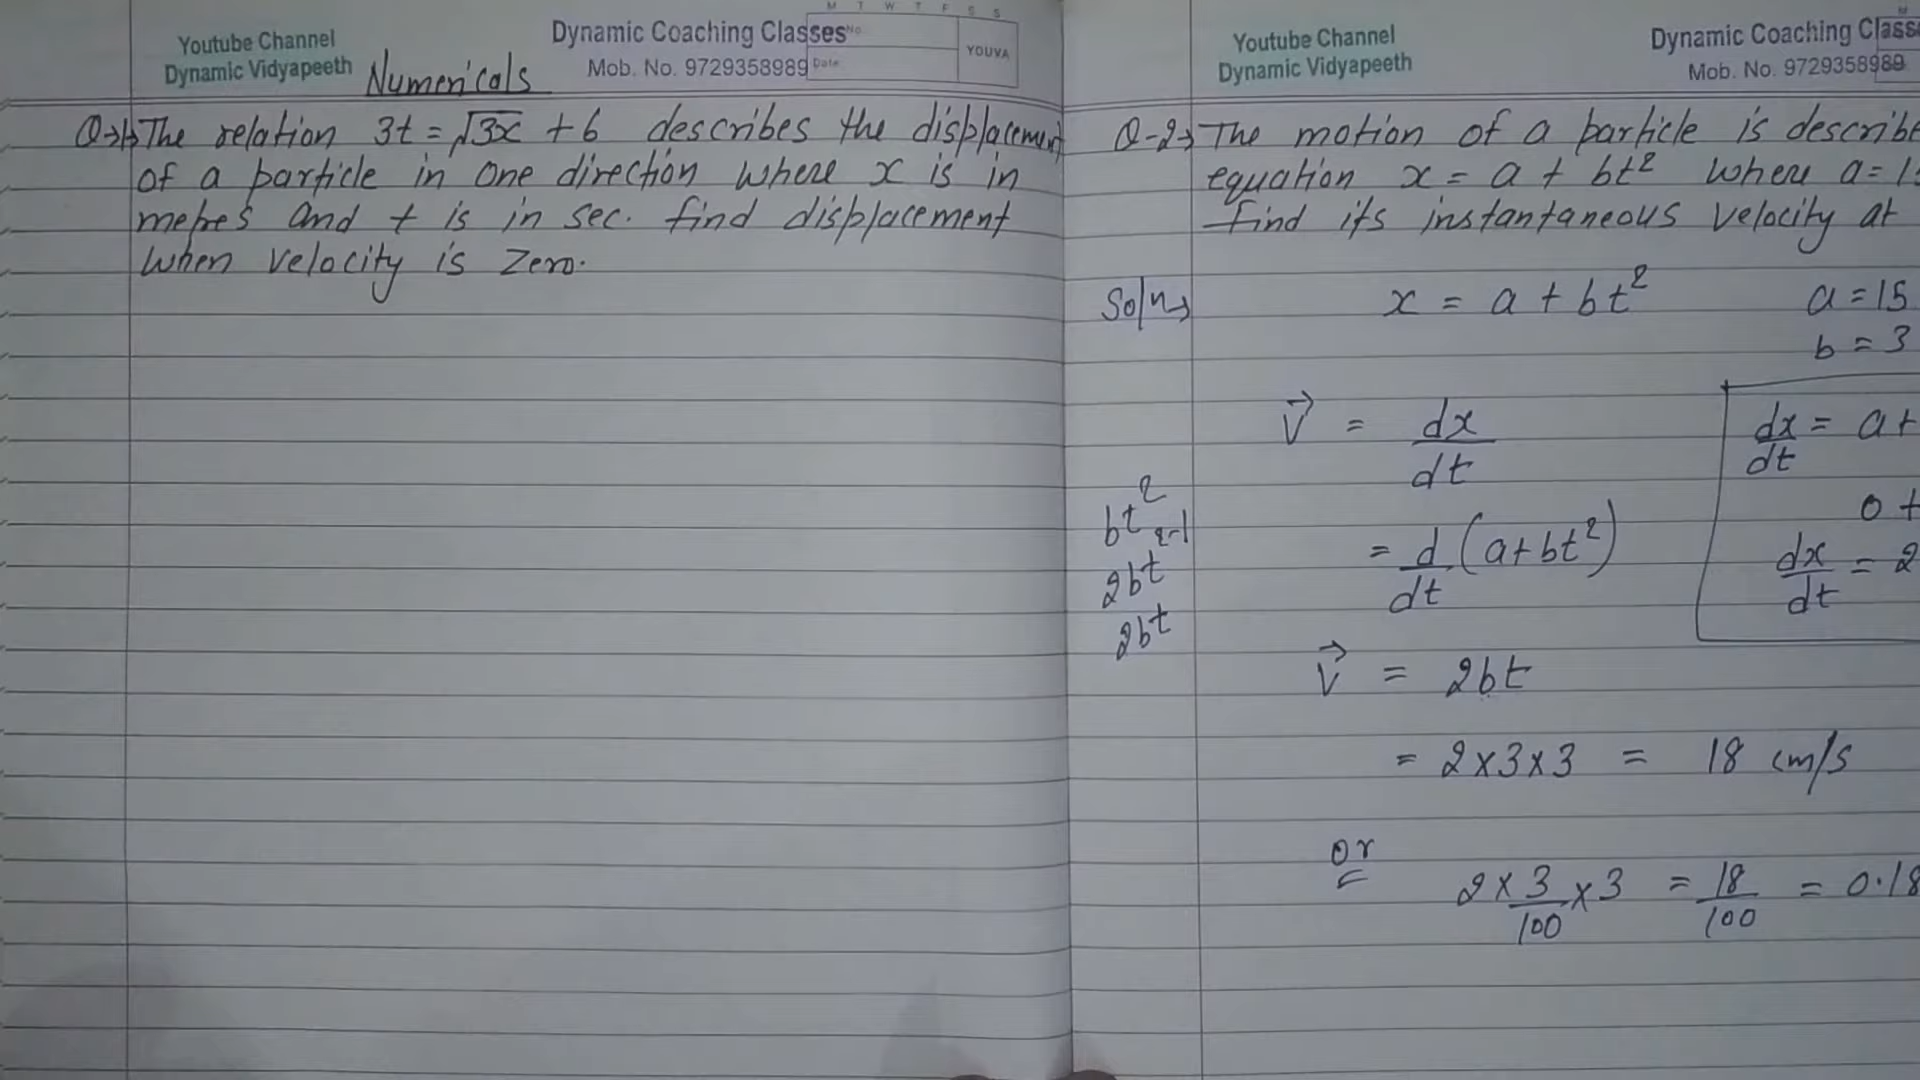 Youtube Channel
Dynamic Vidyapeeth
Numericals
Dynamic Coaching Classes
Mob. No. 9729358989
M T W T F S S
No.
Date
YOUVA
Q→1→ The relation 3t = √3x + 6 describes the displacement
of a particle in one direction where x is in
metres and t is in sec. find displacement
when velocity is zero.
Youtube Channel
Dynamic Vidyapeeth
Dynamic Coaching Class
Mob. No. 9729358989
M
Q-2→ The motion of a particle is describe
equation x = a + bt² where a = 1
find its instantaneous velocity at
Soln→ x = a + bt² a = 15
b = 3
V⃗ = dx/dt
dx/dt = a +
0 +
dx/dt = 2
bt²
2bt²⁻¹
2bt
= d/dt (a + bt²)
V⃗ = 2bt
= 2×3×3 = 18 cm/s
or
2 × 3/100 × 3 = 18/100 = 0.18